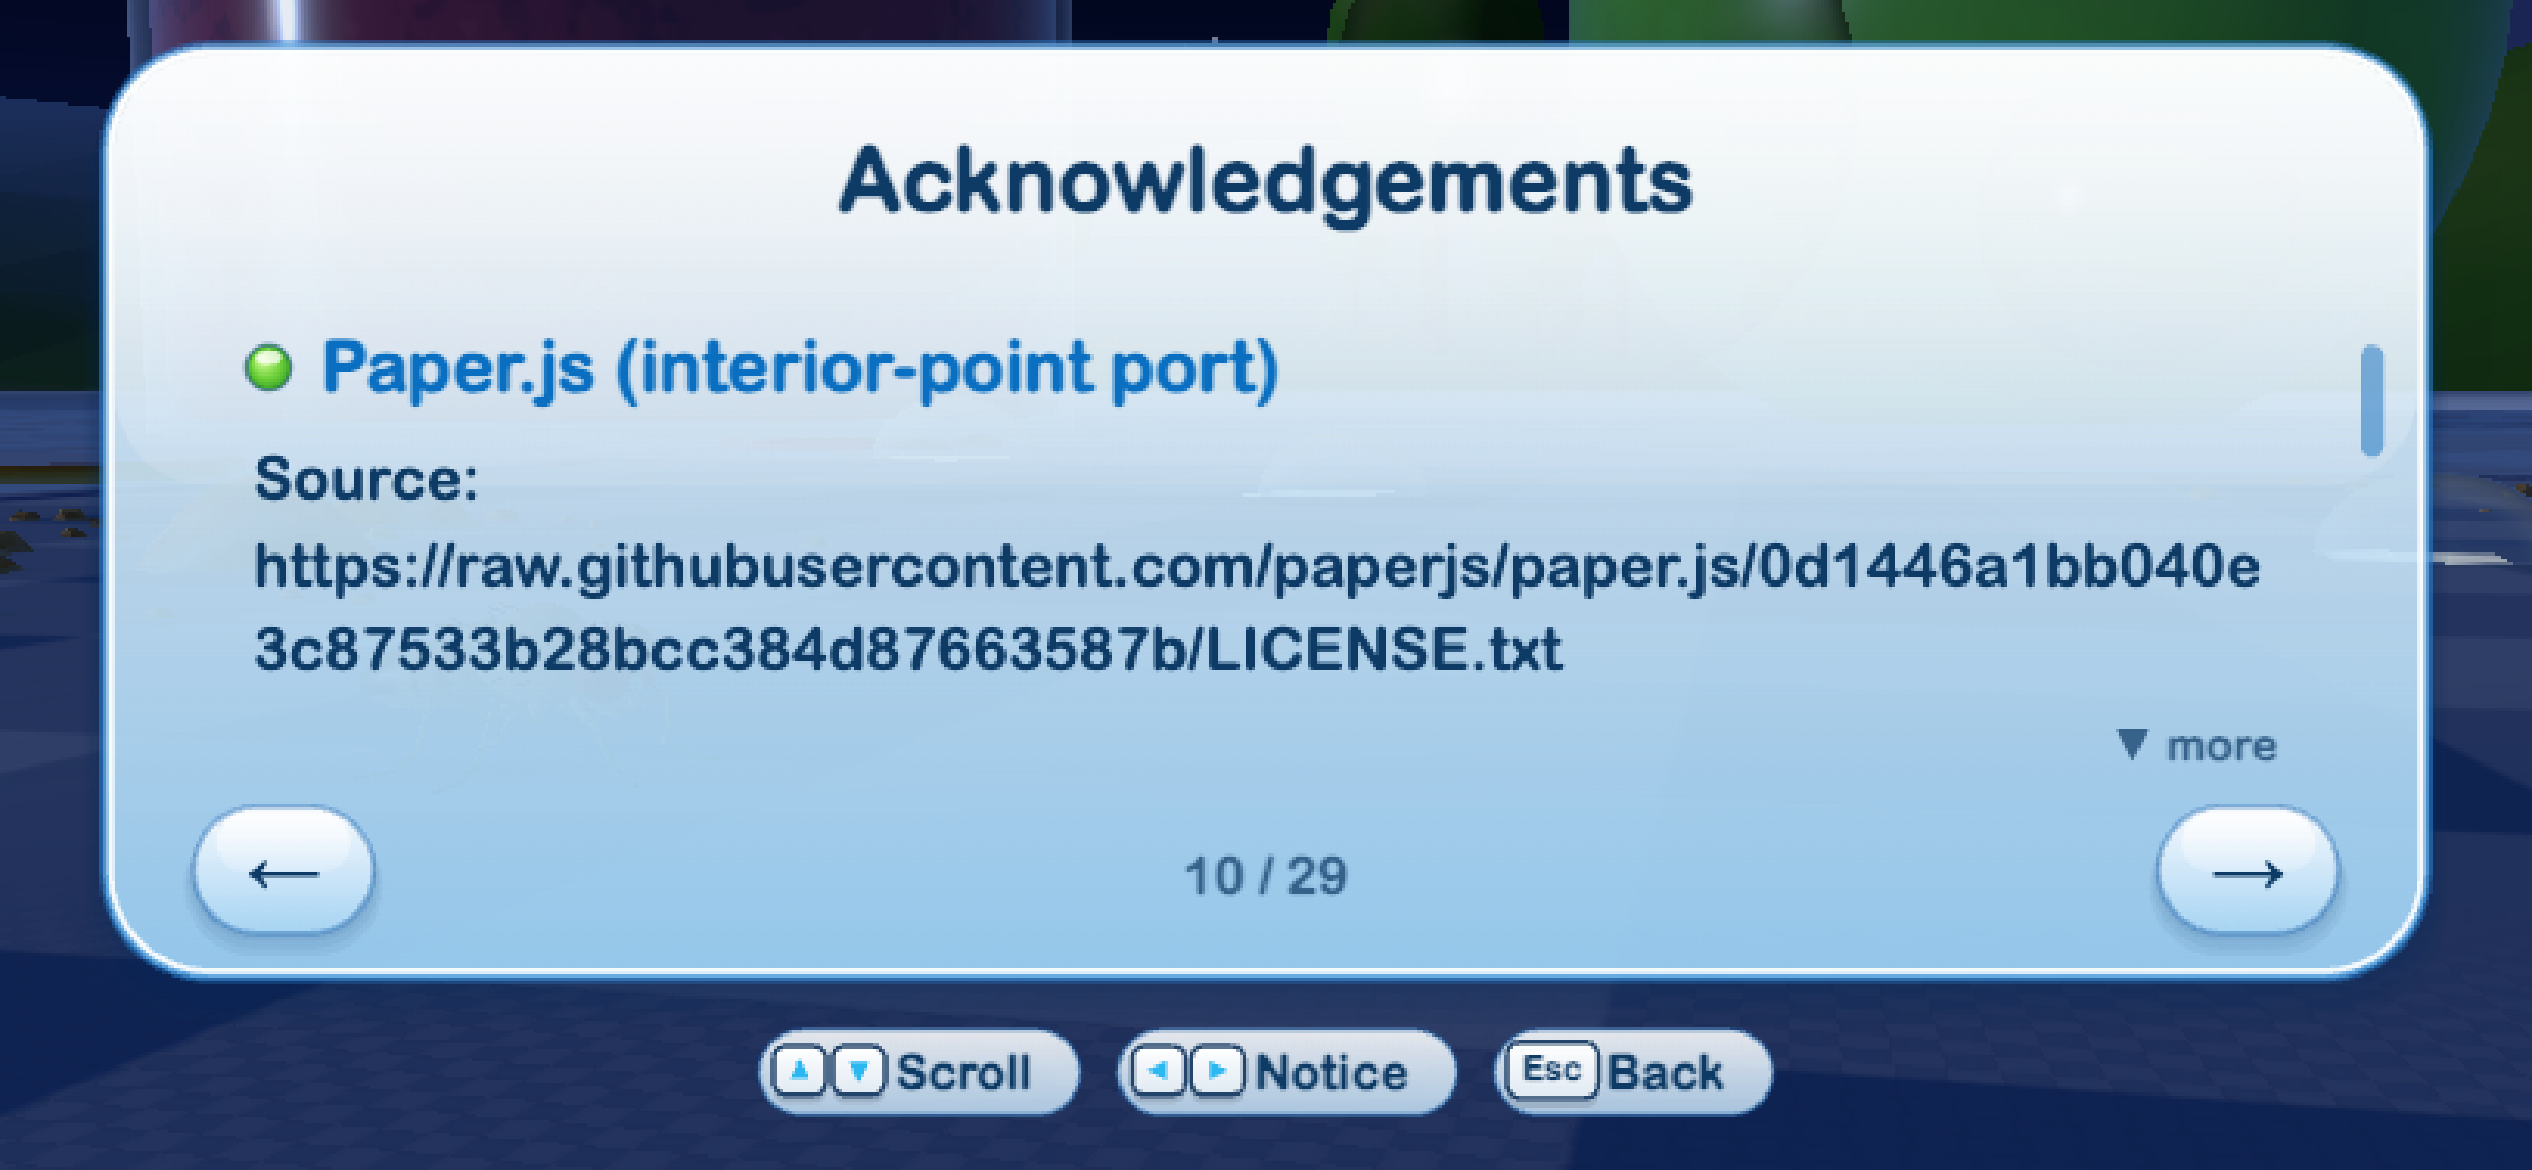 Acknowledgements
Paper.js (interior-point port)
Source:
https://raw.githubusercontent.com/paperjs/paper.js/0d1446a1bb040e
3c87533b28bcc384d87663587b/LICENSE.txt
▼ more
← 10 / 29 →
▲ ▼ Scroll ◄ ► Notice Esc Back